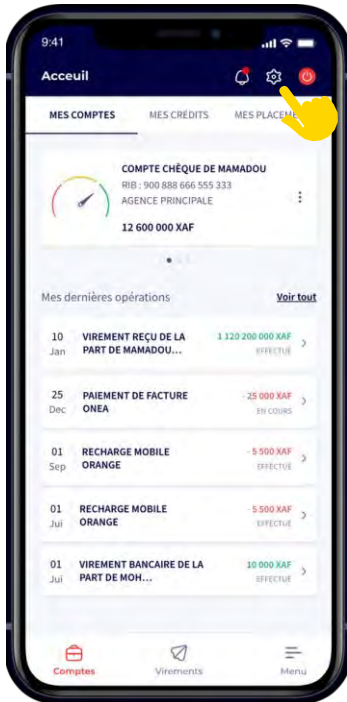 9:41
Acceuil
MES COMPTES MES CRÉDITS MES PLACEME
COMPTE CHÈQUE DE MAMADOU
RIB : 900 888 666 555 333
AGENCE PRINCIPALE
12 600 000 XAF
Mes dernières opérations Voir tout
10 VIREMENT REÇU DE LA 1 120 200 000 XAF
Jan PART DE MAMADOU... EFFECTUÉ
25 PAIEMENT DE FACTURE - 25 000 XAF
Dec ONEA EN COURS
01 RECHARGE MOBILE - 5 500 XAF
Sep ORANGE EFFECTUÉ
01 RECHARGE MOBILE - 5 500 XAF
Jui ORANGE EFFECTUÉ
01 VIREMENT BANCAIRE DE LA 10 000 XAF
Jui PART DE MOH... EFFECTUÉ
Comptes Virements Menu